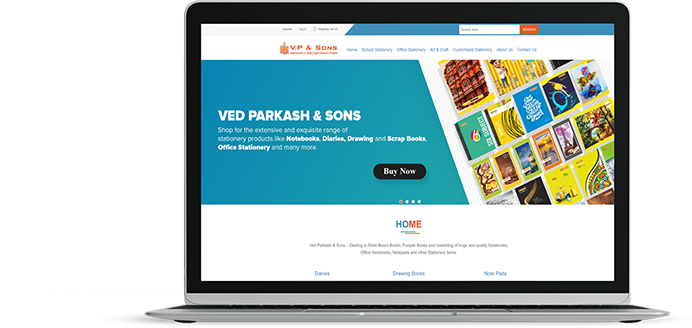 Register Log in Shopping cart (0)
Search store
SEARCH
V.P & SONS
Home School Stationery Office Stationery Art & Craft Customized Stationery About Us Contact Us
VED PARKASH & SONS
Shop for the extensive and exquisite range of
stationery products like Notebooks, Diaries, Drawing and Scrap Books,
Office Stationery and many more.
Buy Now
HOME
Ved Parkash & Sons – Dealing in State Board Books, Punjabi Books and marketing of huge and quality Notebooks,
Office Notebooks, Notepads and other Stationery items.
Diaries Drawing Books Note Pads